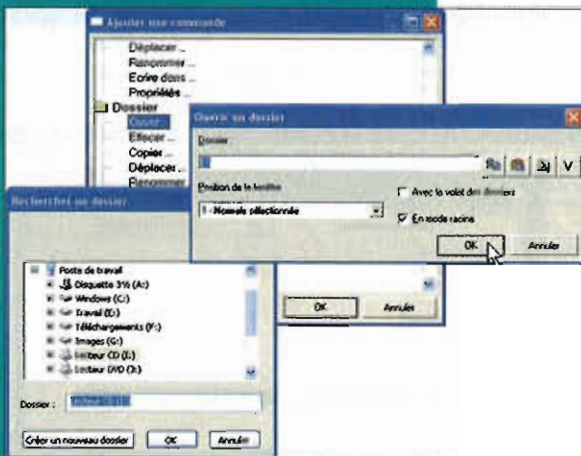 Ajouter une commande
Déplacer ...
Renommer ...
Ecrire dans ...
Propriétés ...
Dossier
Ouvrir ...
Effacer ...
Copier ...
Déplacer ...
Renommer ...
OK
Annuler
Ouvrir un dossier
Dossier
Position de la fenêtre
1 - Normale sélectionnée
Avec le volet des dossiers
En mode racine
OK
Annuler
Rechercher un dossier
Poste de travail
Disquette 3½ (A:)
Windows (C:)
Travail (D:)
Téléchargements (F:)
Images (G:)
Lecteur CD (E:)
Lecteur DVD (I:)
Dossier :
Créer un nouveau dossier
OK
Annuler